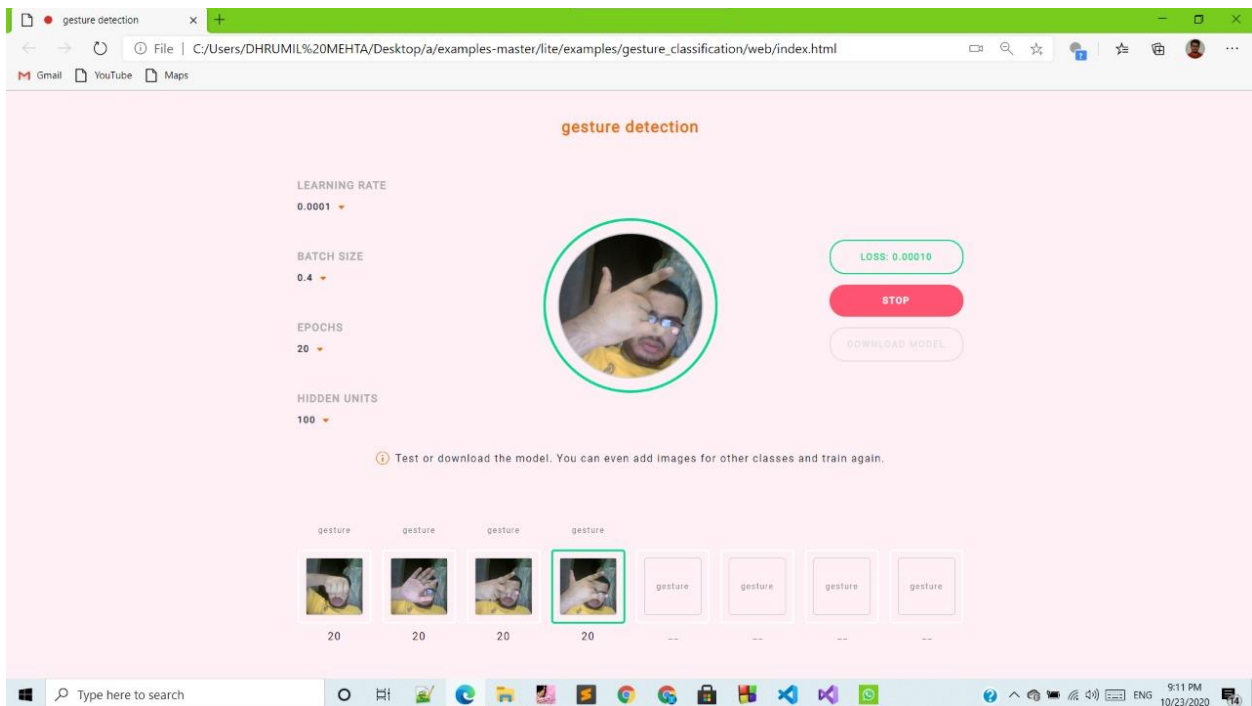 gesture detection
File | C:/Users/DHRUMIL%20MEHTA/Desktop/a/examples-master/lite/examples/gesture_classification/web/index.html
Gmail YouTube Maps
gesture detection
LEARNING RATE
0.0001
BATCH SIZE
0.4
EPOCHS
20
HIDDEN UNITS
100
LOSS: 0.00010
STOP
DOWNLOAD MODEL
Test or download the model. You can even add images for other classes and train again.
gesture gesture gesture gesture
gesture gesture gesture gesture
20 20 20 20 -- -- -- --
Type here to search
ENG
9:11 PM
10/23/2020
14